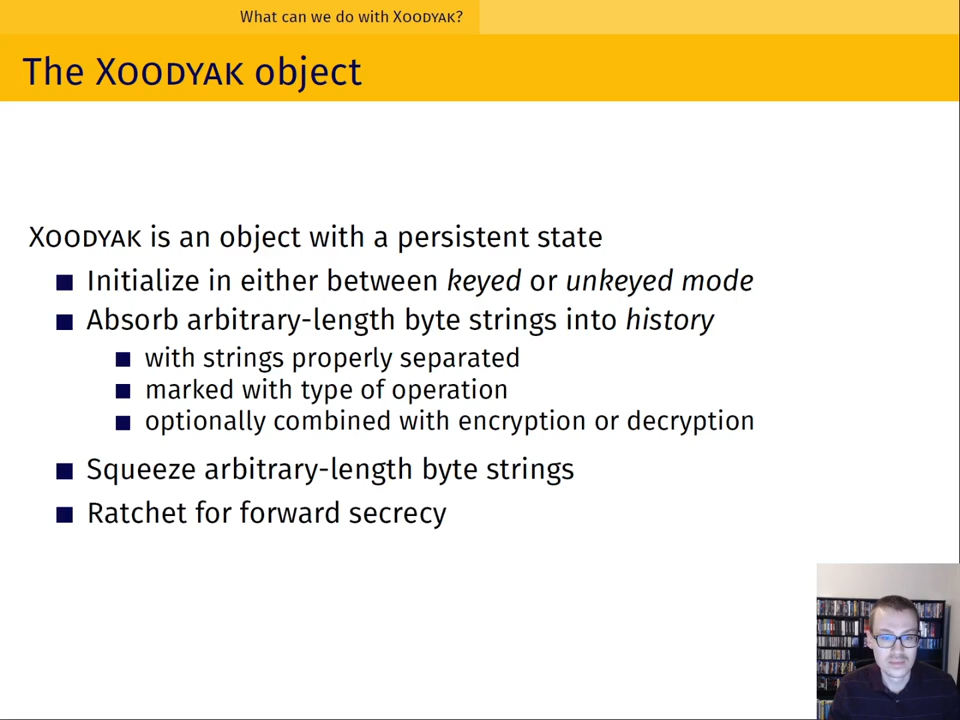 What can we do with XOODYAK?
The XOODYAK object
XOODYAK is an object with a persistent state
Initialize in either between keyed or unkeyed mode
Absorb arbitrary-length byte strings into history
with strings properly separated
marked with type of operation
optionally combined with encryption or decryption
Squeeze arbitrary-length byte strings
Ratchet for forward secrecy